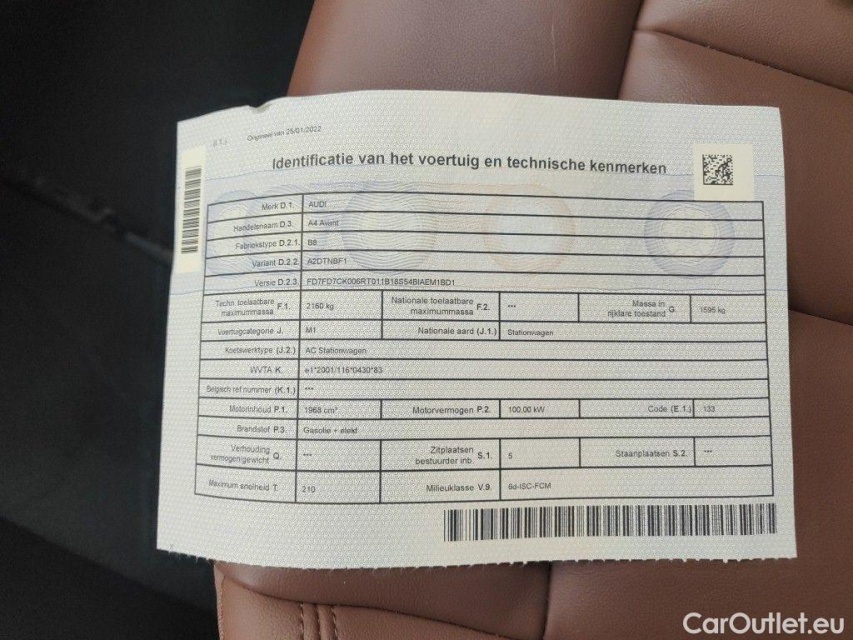 Origineel van 25/01/2022
Identificatie van het voertuig en technische kenmerken
Merk D.1. AUDI
Handelsnaam D.3. A4 Avant
Fabriekstype D.2.1. B8
Variant D.2.2. A2DTNBF1
Versie D.2.3. FD7FD7CK006RT011B18S54BIAEM1BD1
Techn. toelaatbare maximummassa F.1. 2160 kg Nationale toelaatbare maximummassa F.2. --- Massa in rijklare toestand G. 1595 kg
Voertuigcategorie J. M1 Nationale aard (J.1.) Stationwagen
Koetswerktype (J.2.) AC Stationwagen
WVTA K. e1*2001/116*0430*83
Belgisch ref nummer (K.1.) ---
Motorinhoud P.1. 1968 cm³ Motorvermogen P.2. 100,00 kW Code (E.1.) 133
Brandstof P.3. Gasolie + elekt
Verhouding vermogen/gewicht Q. --- Zitplaatsen bestuurder inb. S.1. 5 Staanplaatsen S.2. ---
Maximum snelheid T. 210 Milieuklasse V.9. 6d-ISC-FCM
CarOutlet.eu